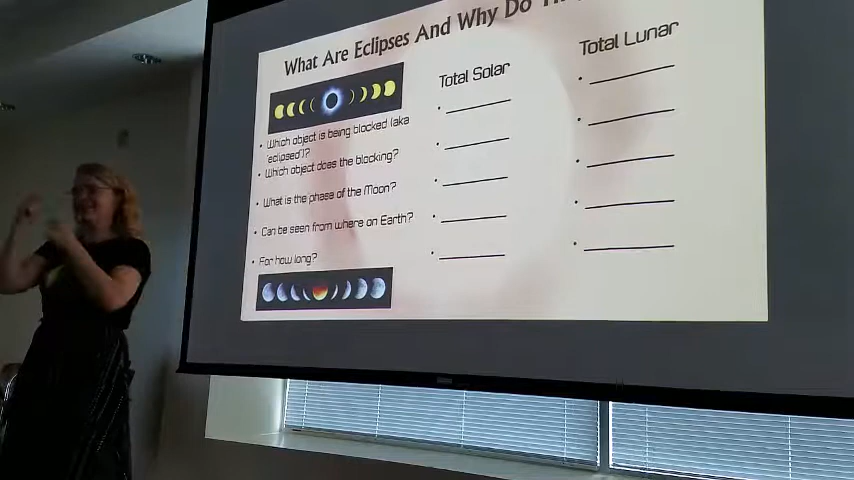 What Are Eclipses And Why Do
Total Solar
Total Lunar
• Which object is being blocked (aka
"eclipsed")?
• Which object does the blocking?
• What is the phase of the Moon?
• Can be seen from where on Earth?
• For how long?